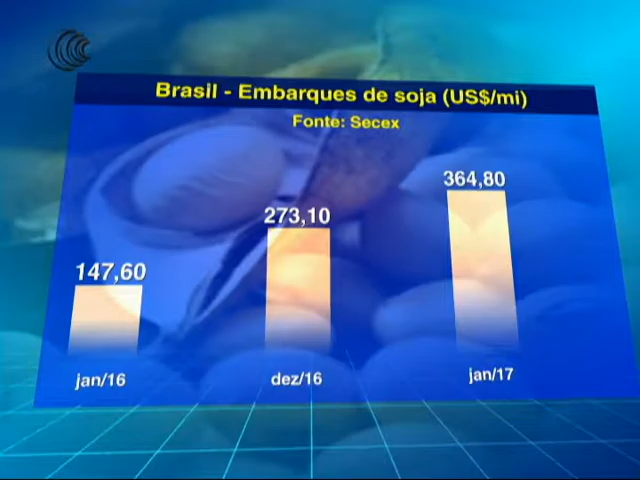 Brasil - Embarques de soja (US$/mi)
Fonte: Secex
147,60
273,10
364,80
jan/16
dez/16
jan/17